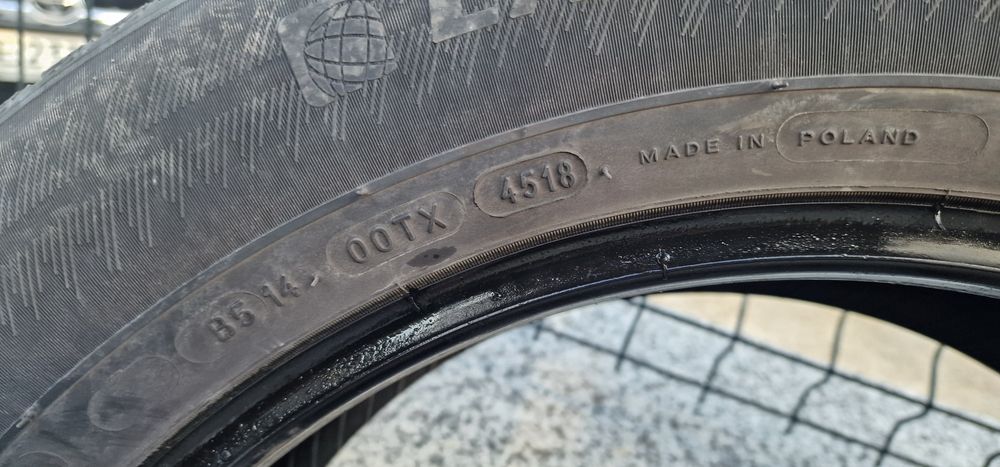 B5 14 00TX 4518 MADE IN POLAND